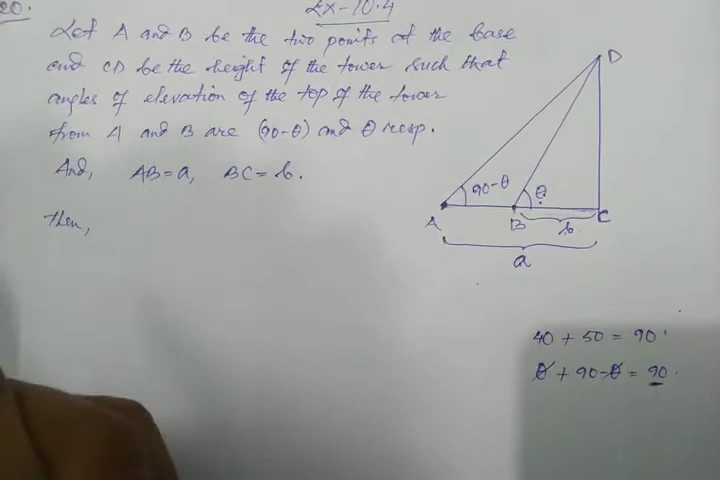 20.
Ex-10.4
Let A and B be the two points at the base
and CD be the height of the tower such that
angles of elevation of the top of the tower
from A and B are (90-θ) and θ resp.
And, AB=a, BC=b.
Then,
D
90-θ
θ
A
B
C
b
a
40 + 50 = 90°
θ + 90-θ = 90.